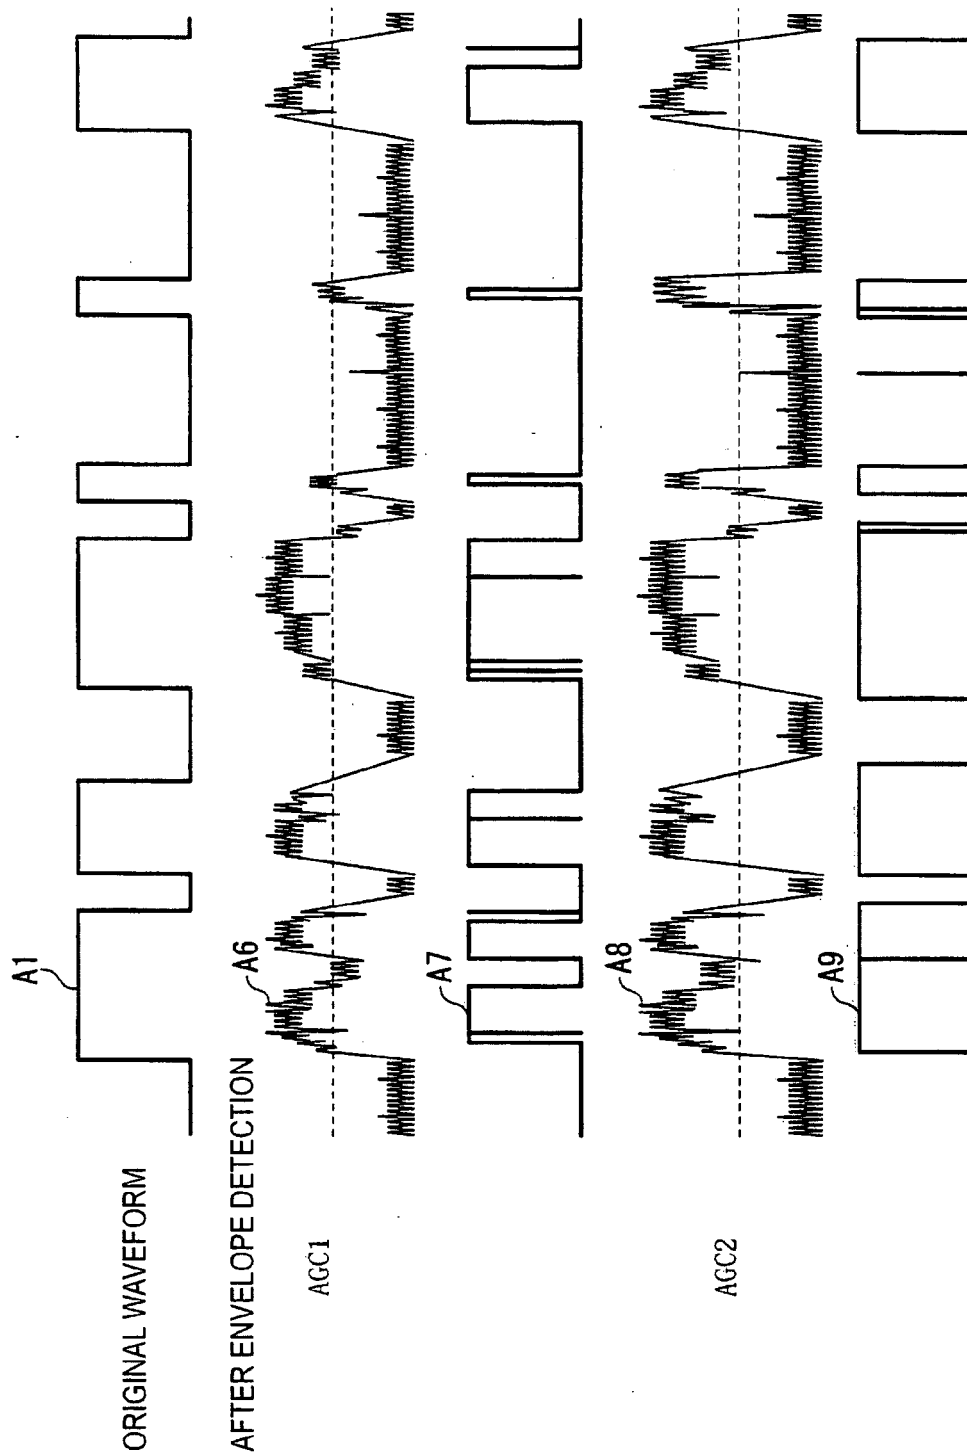 ORIGINAL WAVEFORM
A1
AFTER ENVELOPE DETECTION
AGC1
A6
A7
AGC2
A8
A9